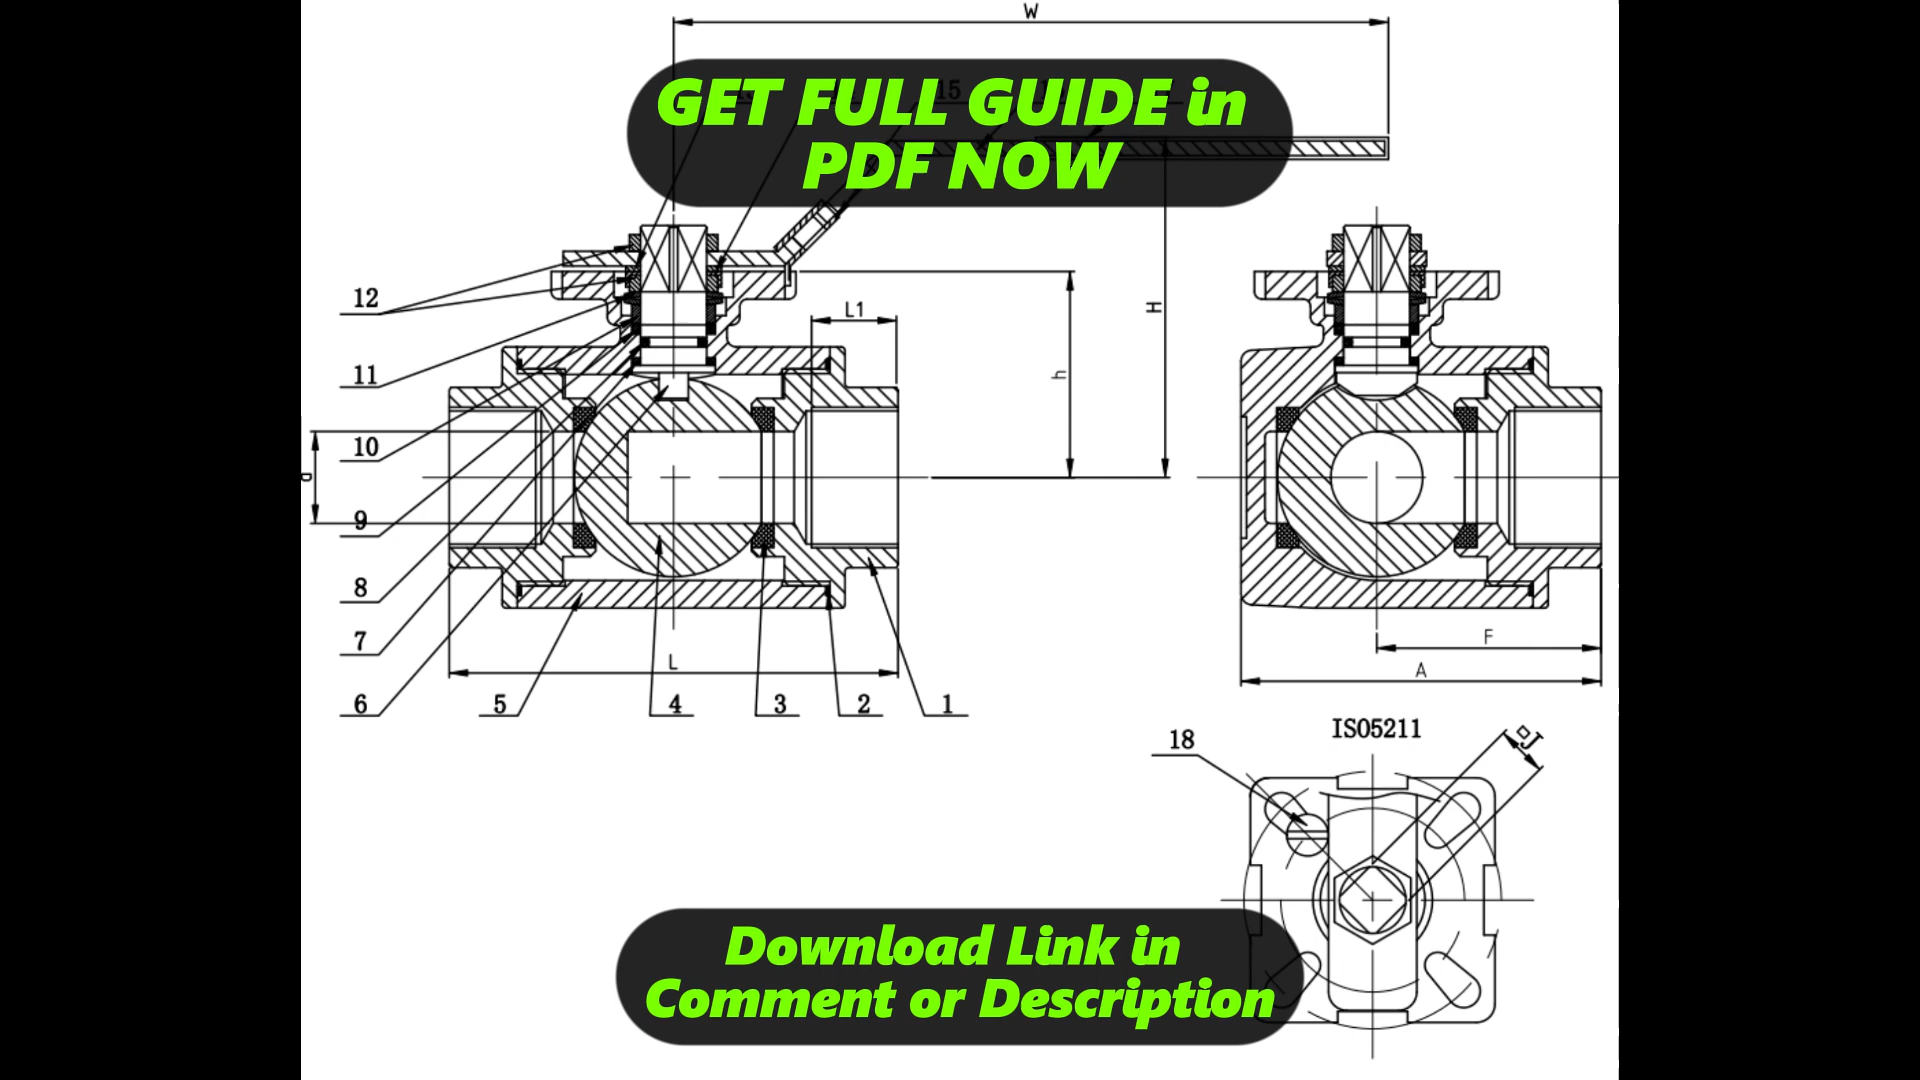 W
GET FULL GUIDE in
PDF NOW
15
12
L1
H
11
h
10
d
9
8
7
L
6
5
4
3
2
1
F
A
ISO5211
18
□J
Download Link in
Comment or Description